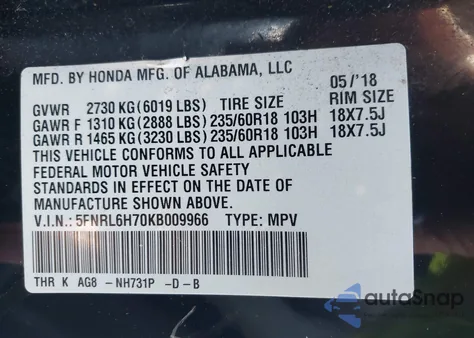 MFD. BY HONDA MFG. OF ALABAMA, LLC
05/'18
GVWR 2730 KG (6019 LBS) TIRE SIZE RIM SIZE
GAWR F 1310 KG (2888 LBS) 235/60R18 103H 18X7.5J
GAWR R 1465 KG (3230 LBS) 235/60R18 103H 18X7.5J
THIS VEHICLE CONFORMS TO ALL APPLICABLE
FEDERAL MOTOR VEHICLE SAFETY
STANDARDS IN EFFECT ON THE DATE OF
MANUFACTURE SHOWN ABOVE.
V.I.N.: 5FNRL6H70KB009966 TYPE: MPV
THR K AG8 -NH731P -D -B
autoSnap